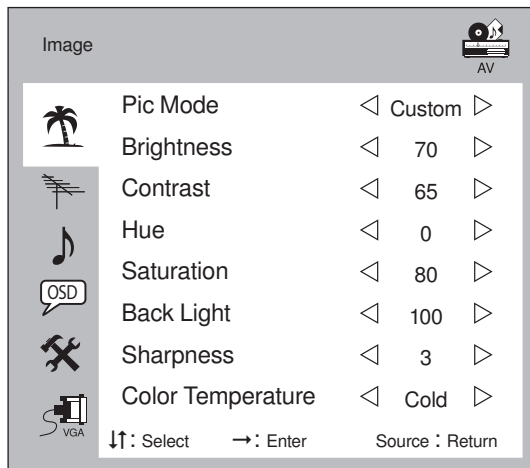 Image
AV
Pic Mode ◁ Custom ▷
Brightness ◁ 70 ▷
Contrast ◁ 65 ▷
Hue ◁ 0 ▷
Saturation ◁ 80 ▷
OSD
Back Light ◁ 100 ▷
Sharpness ◁ 3 ▷
Color Temperature ◁ Cold ▷
VGA
↓↑: Select →: Enter Source : Return